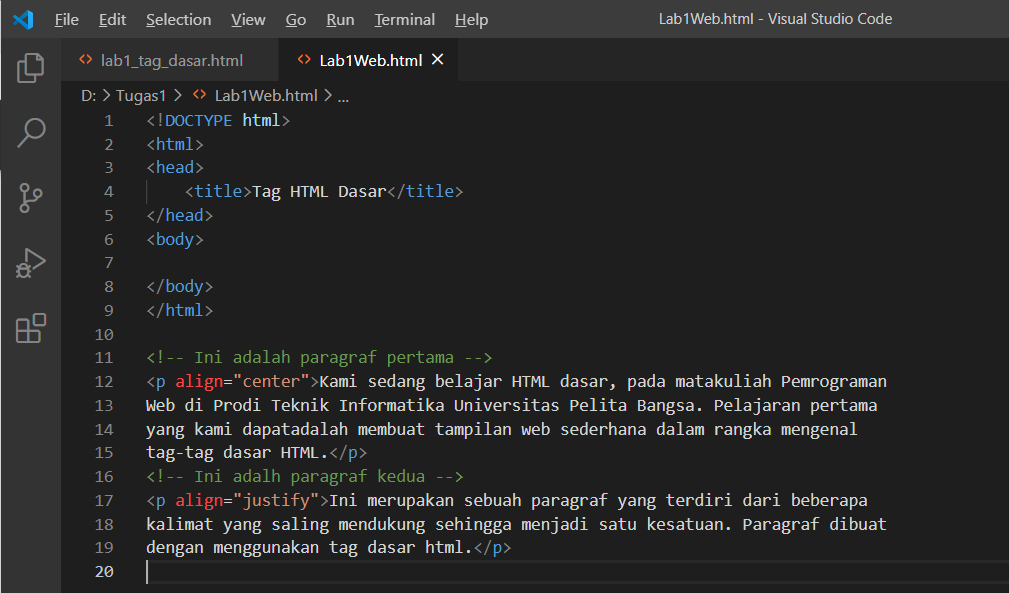 File Edit Selection View Go Run Terminal Help Lab1Web.html - Visual Studio Code
lab1_tag_dasar.html Lab1Web.html
D: > Tugas1 > Lab1Web.html > ...
1 <!DOCTYPE html>
2 <html>
3 <head>
4 <title>Tag HTML Dasar</title>
5 </head>
6 <body>
7
8 </body>
9 </html>
10
11 <!-- Ini adalah paragraf pertama -->
12 <p align="center">Kami sedang belajar HTML dasar, pada matakuliah Pemrograman
13 Web di Prodi Teknik Informatika Universitas Pelita Bangsa. Pelajaran pertama
14 yang kami dapatadalah membuat tampilan web sederhana dalam rangka mengenal
15 tag-tag dasar HTML.</p>
16 <!-- Ini adalh paragraf kedua -->
17 <p align="justify">Ini merupakan sebuah paragraf yang terdiri dari beberapa
18 kalimat yang saling mendukung sehingga menjadi satu kesatuan. Paragraf dibuat
19 dengan menggunakan tag dasar html.</p>
20